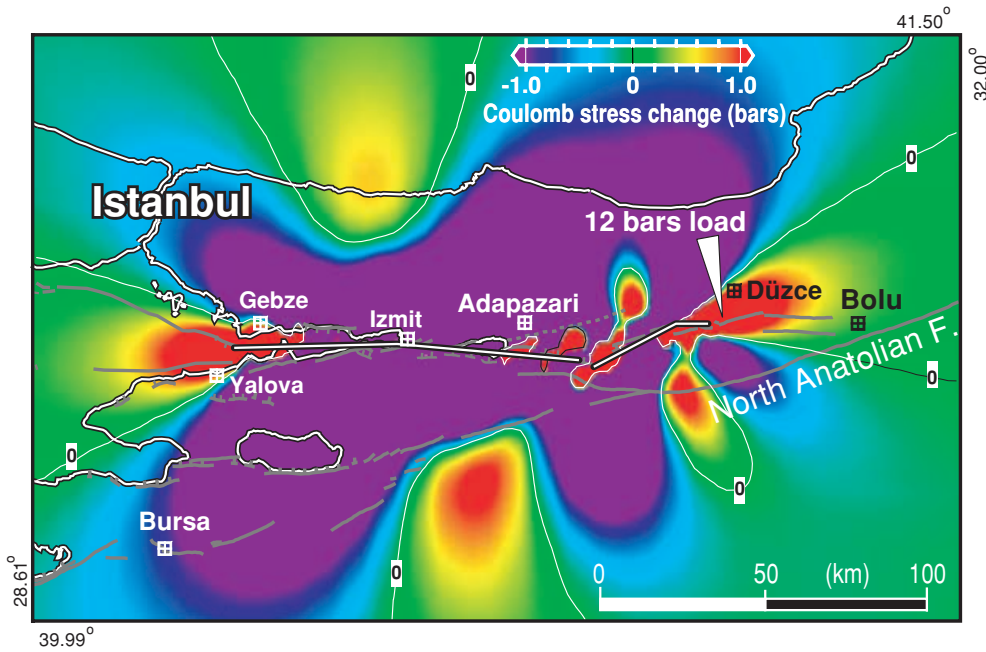 41.50°
32.00°
-1.0 0 1.0
Coulomb stress change (bars)
0
0
Istanbul
12 bars load
Gebze
Izmit
Adapazari
Düzce
Bolu
Yalova
North Anatolian F.
0
0
0
Bursa
0
0 50 (km) 100
28.61°
39.99°